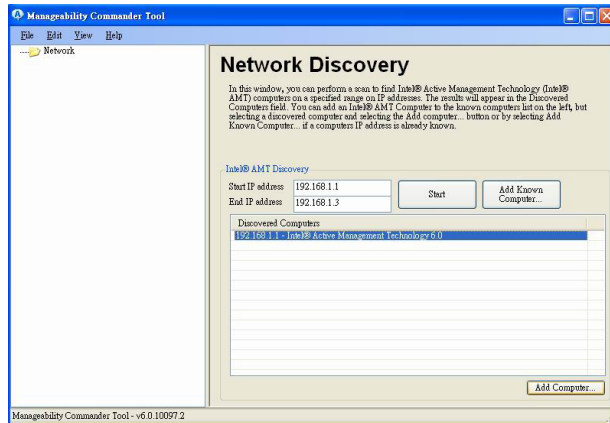 Manageability Commander Tool
File Edit View Help
Network
Network Discovery
In this window, you can perform a scan to find Intel® Active Management Technology (Intel®
AMT) computers on a specified range on IP addresses. The results will appear in the Discovered
Computers field. You can add an Intel® AMT Computer to the known computers list on the left, but
selecting a discovered computer and selecting the Add computer... button or by selecting Add
Known Computer... if a computers IP address is already known.
Intel® AMT Discovery
Start IP address 192.168.1.1
End IP address 192.168.1.3
Start
Add Known
Computer...
Discovered Computers
192.168.1.1 - Intel® Active Management Technology 6.0
Add Computer...
Manageability Commander Tool - v6.0.10097.2